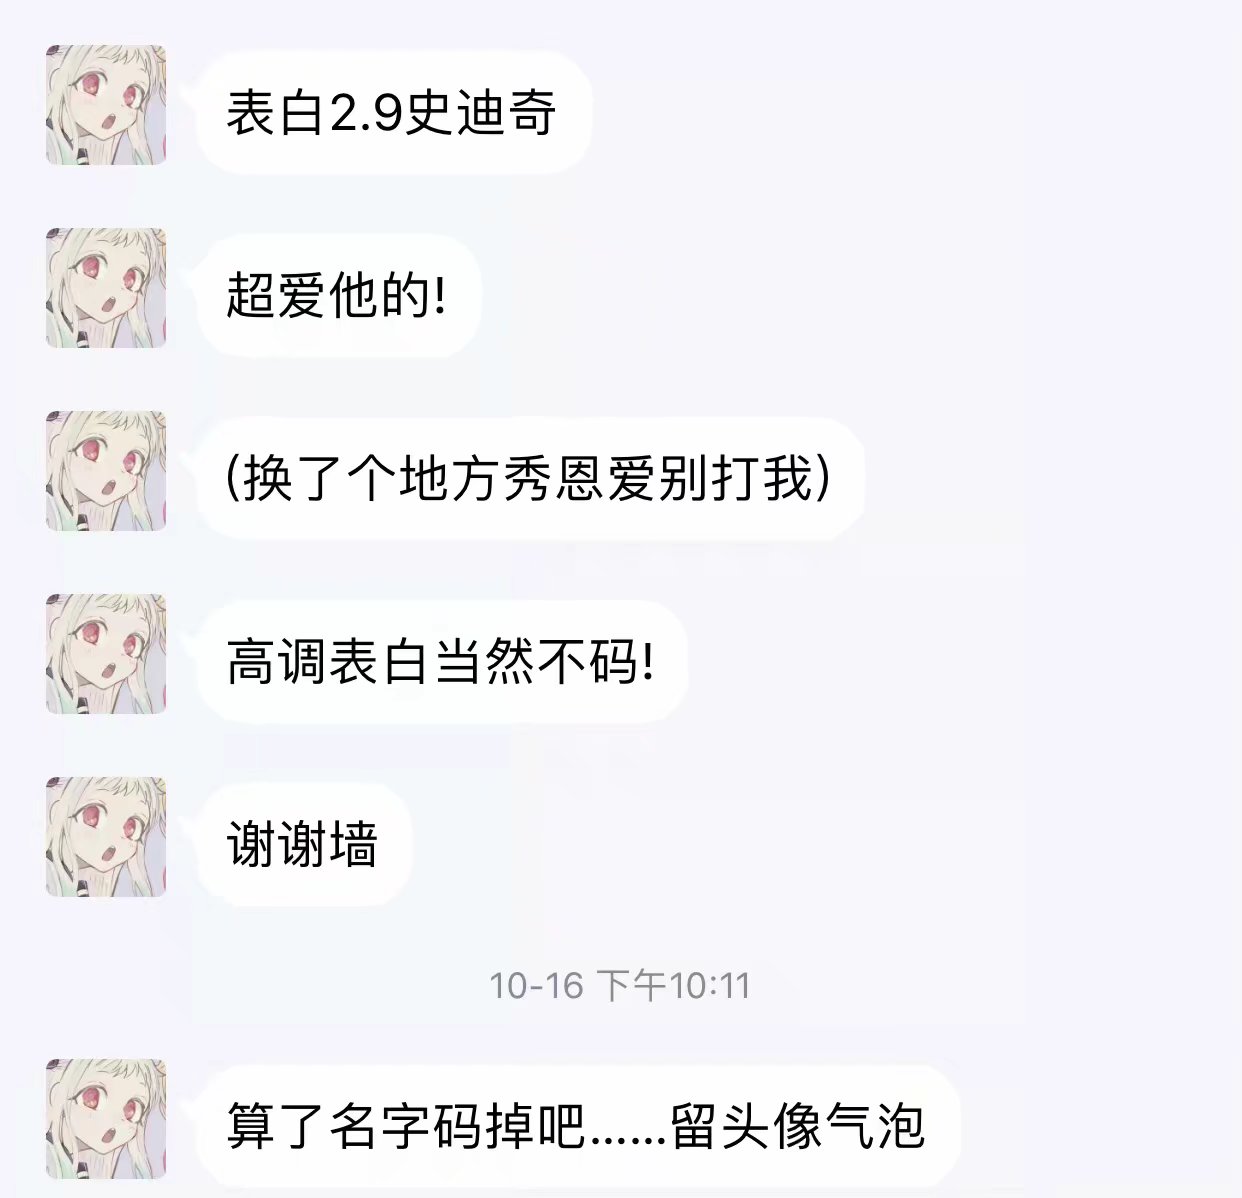 表白2.9史迪奇
超爱他的!
(换了个地方秀恩爱别打我)
高调表白当然不码!
谢谢墙
10-16 下午10:11
算了名字码掉吧......留头像气泡